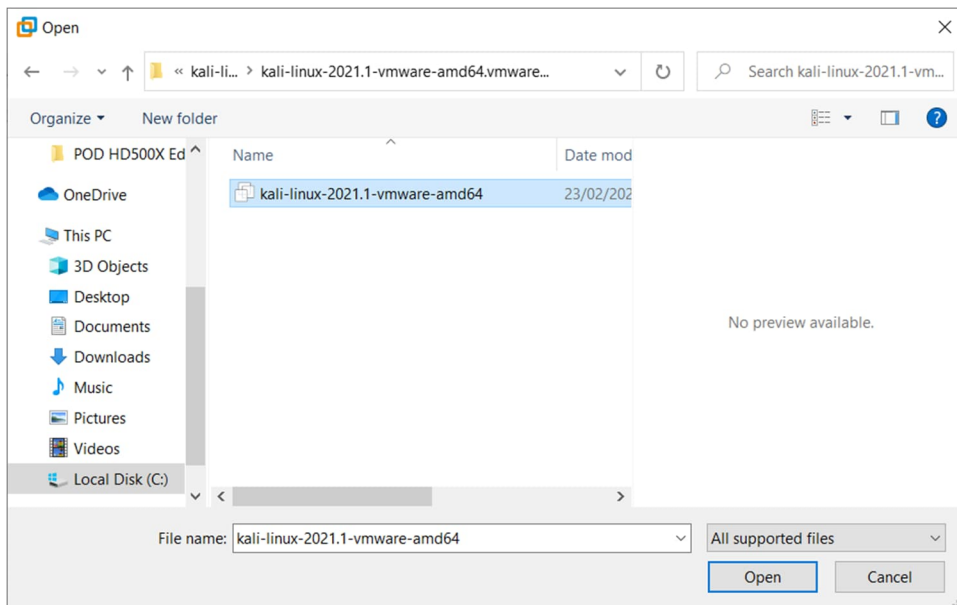 Open
« kali-li... > kali-linux-2021.1-vmware-amd64.vmware...
Search kali-linux-2021.1-vm...
Organize
New folder
?
POD HD500X Ed
OneDrive
This PC
3D Objects
Desktop
Documents
Downloads
Music
Pictures
Videos
Local Disk (C:)
Name
Date mod
kali-linux-2021.1-vmware-amd64
23/02/202
No preview available.
File name: kali-linux-2021.1-vmware-amd64
All supported files
Open
Cancel